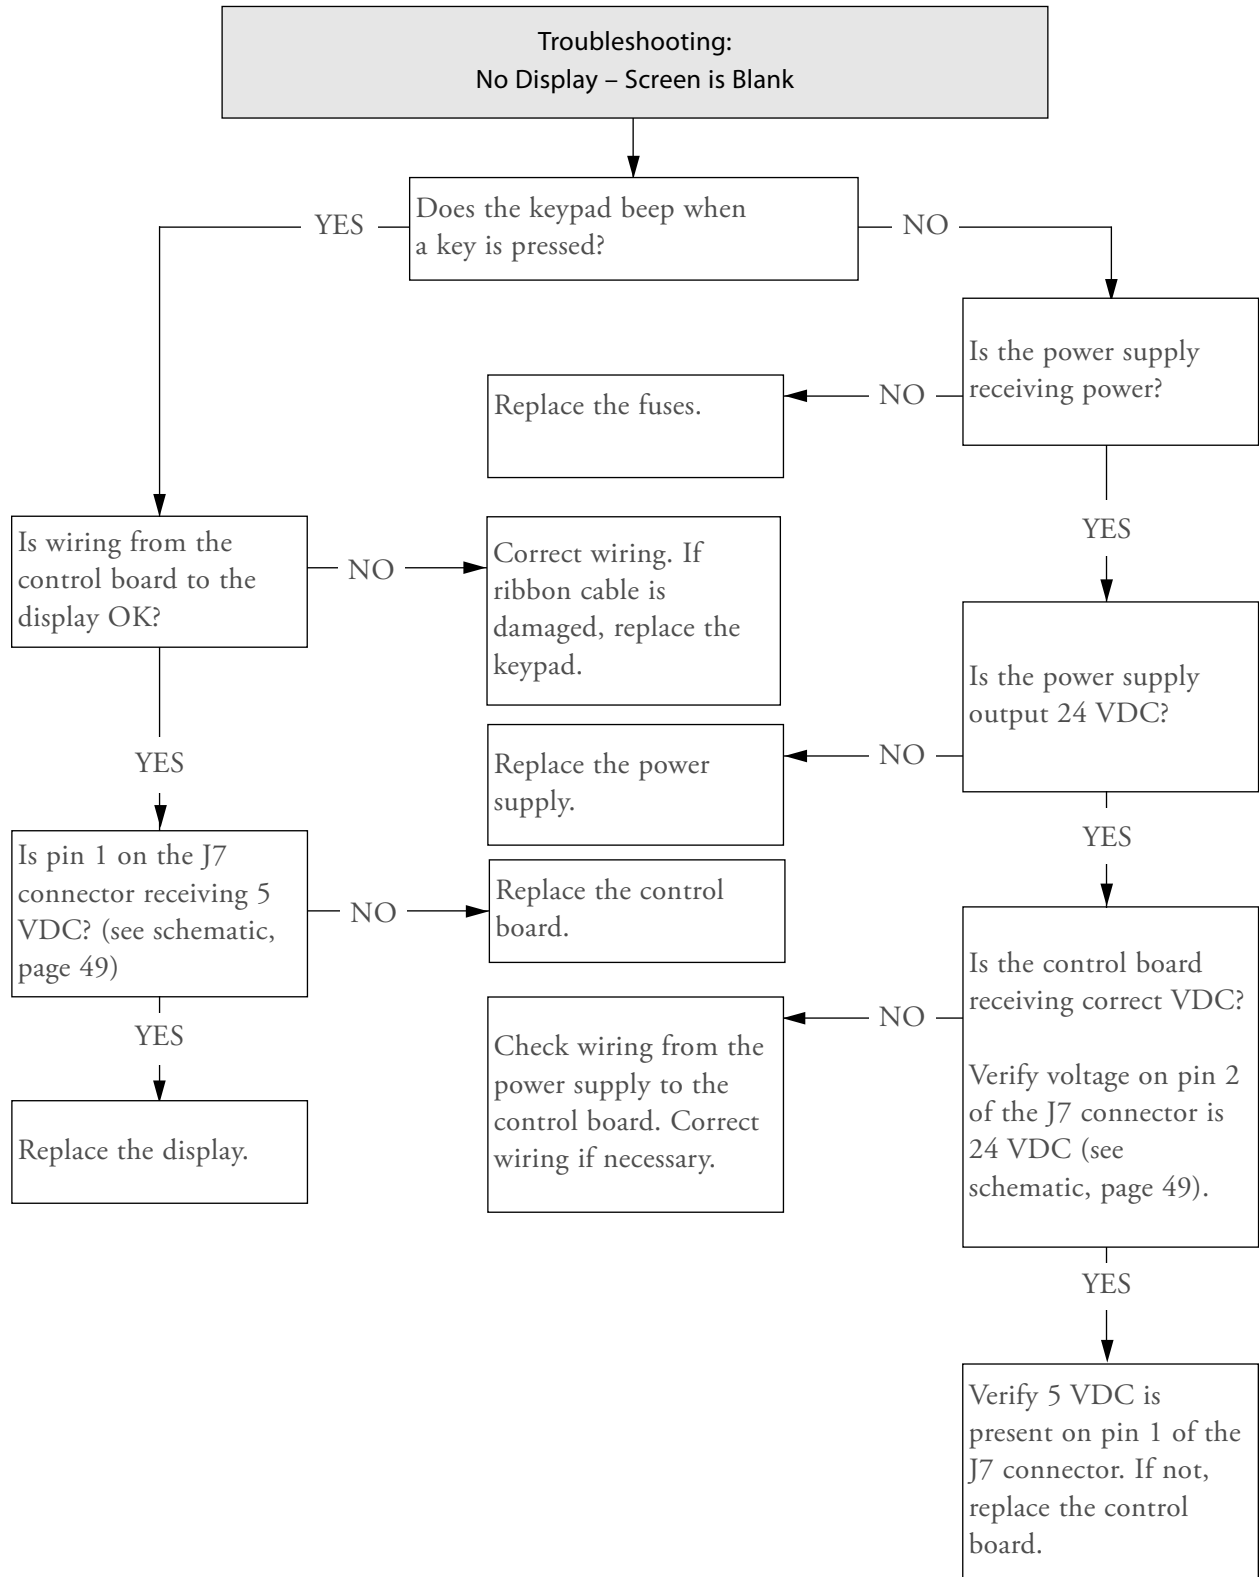 Troubleshooting:
No Display – Screen is Blank
Does the keypad beep when
a key is pressed?
YES
NO
Is the power supply
receiving power?
NO
Replace the fuses.
YES
Is wiring from the
control board to the
display OK?
NO
Correct wiring. If
ribbon cable is
damaged, replace the
keypad.
Is the power supply
output 24 VDC?
NO
Replace the power
supply.
YES
YES
Is pin 1 on the J7
connector receiving 5
VDC? (see schematic,
page 49)
NO
Replace the control
board.
Is the control board
receiving correct VDC?
Verify voltage on pin 2
of the J7 connector is
24 VDC (see
schematic, page 49).
NO
Check wiring from the
power supply to the
control board. Correct
wiring if necessary.
YES
Replace the display.
YES
Verify 5 VDC is
present on pin 1 of the
J7 connector. If not,
replace the control
board.